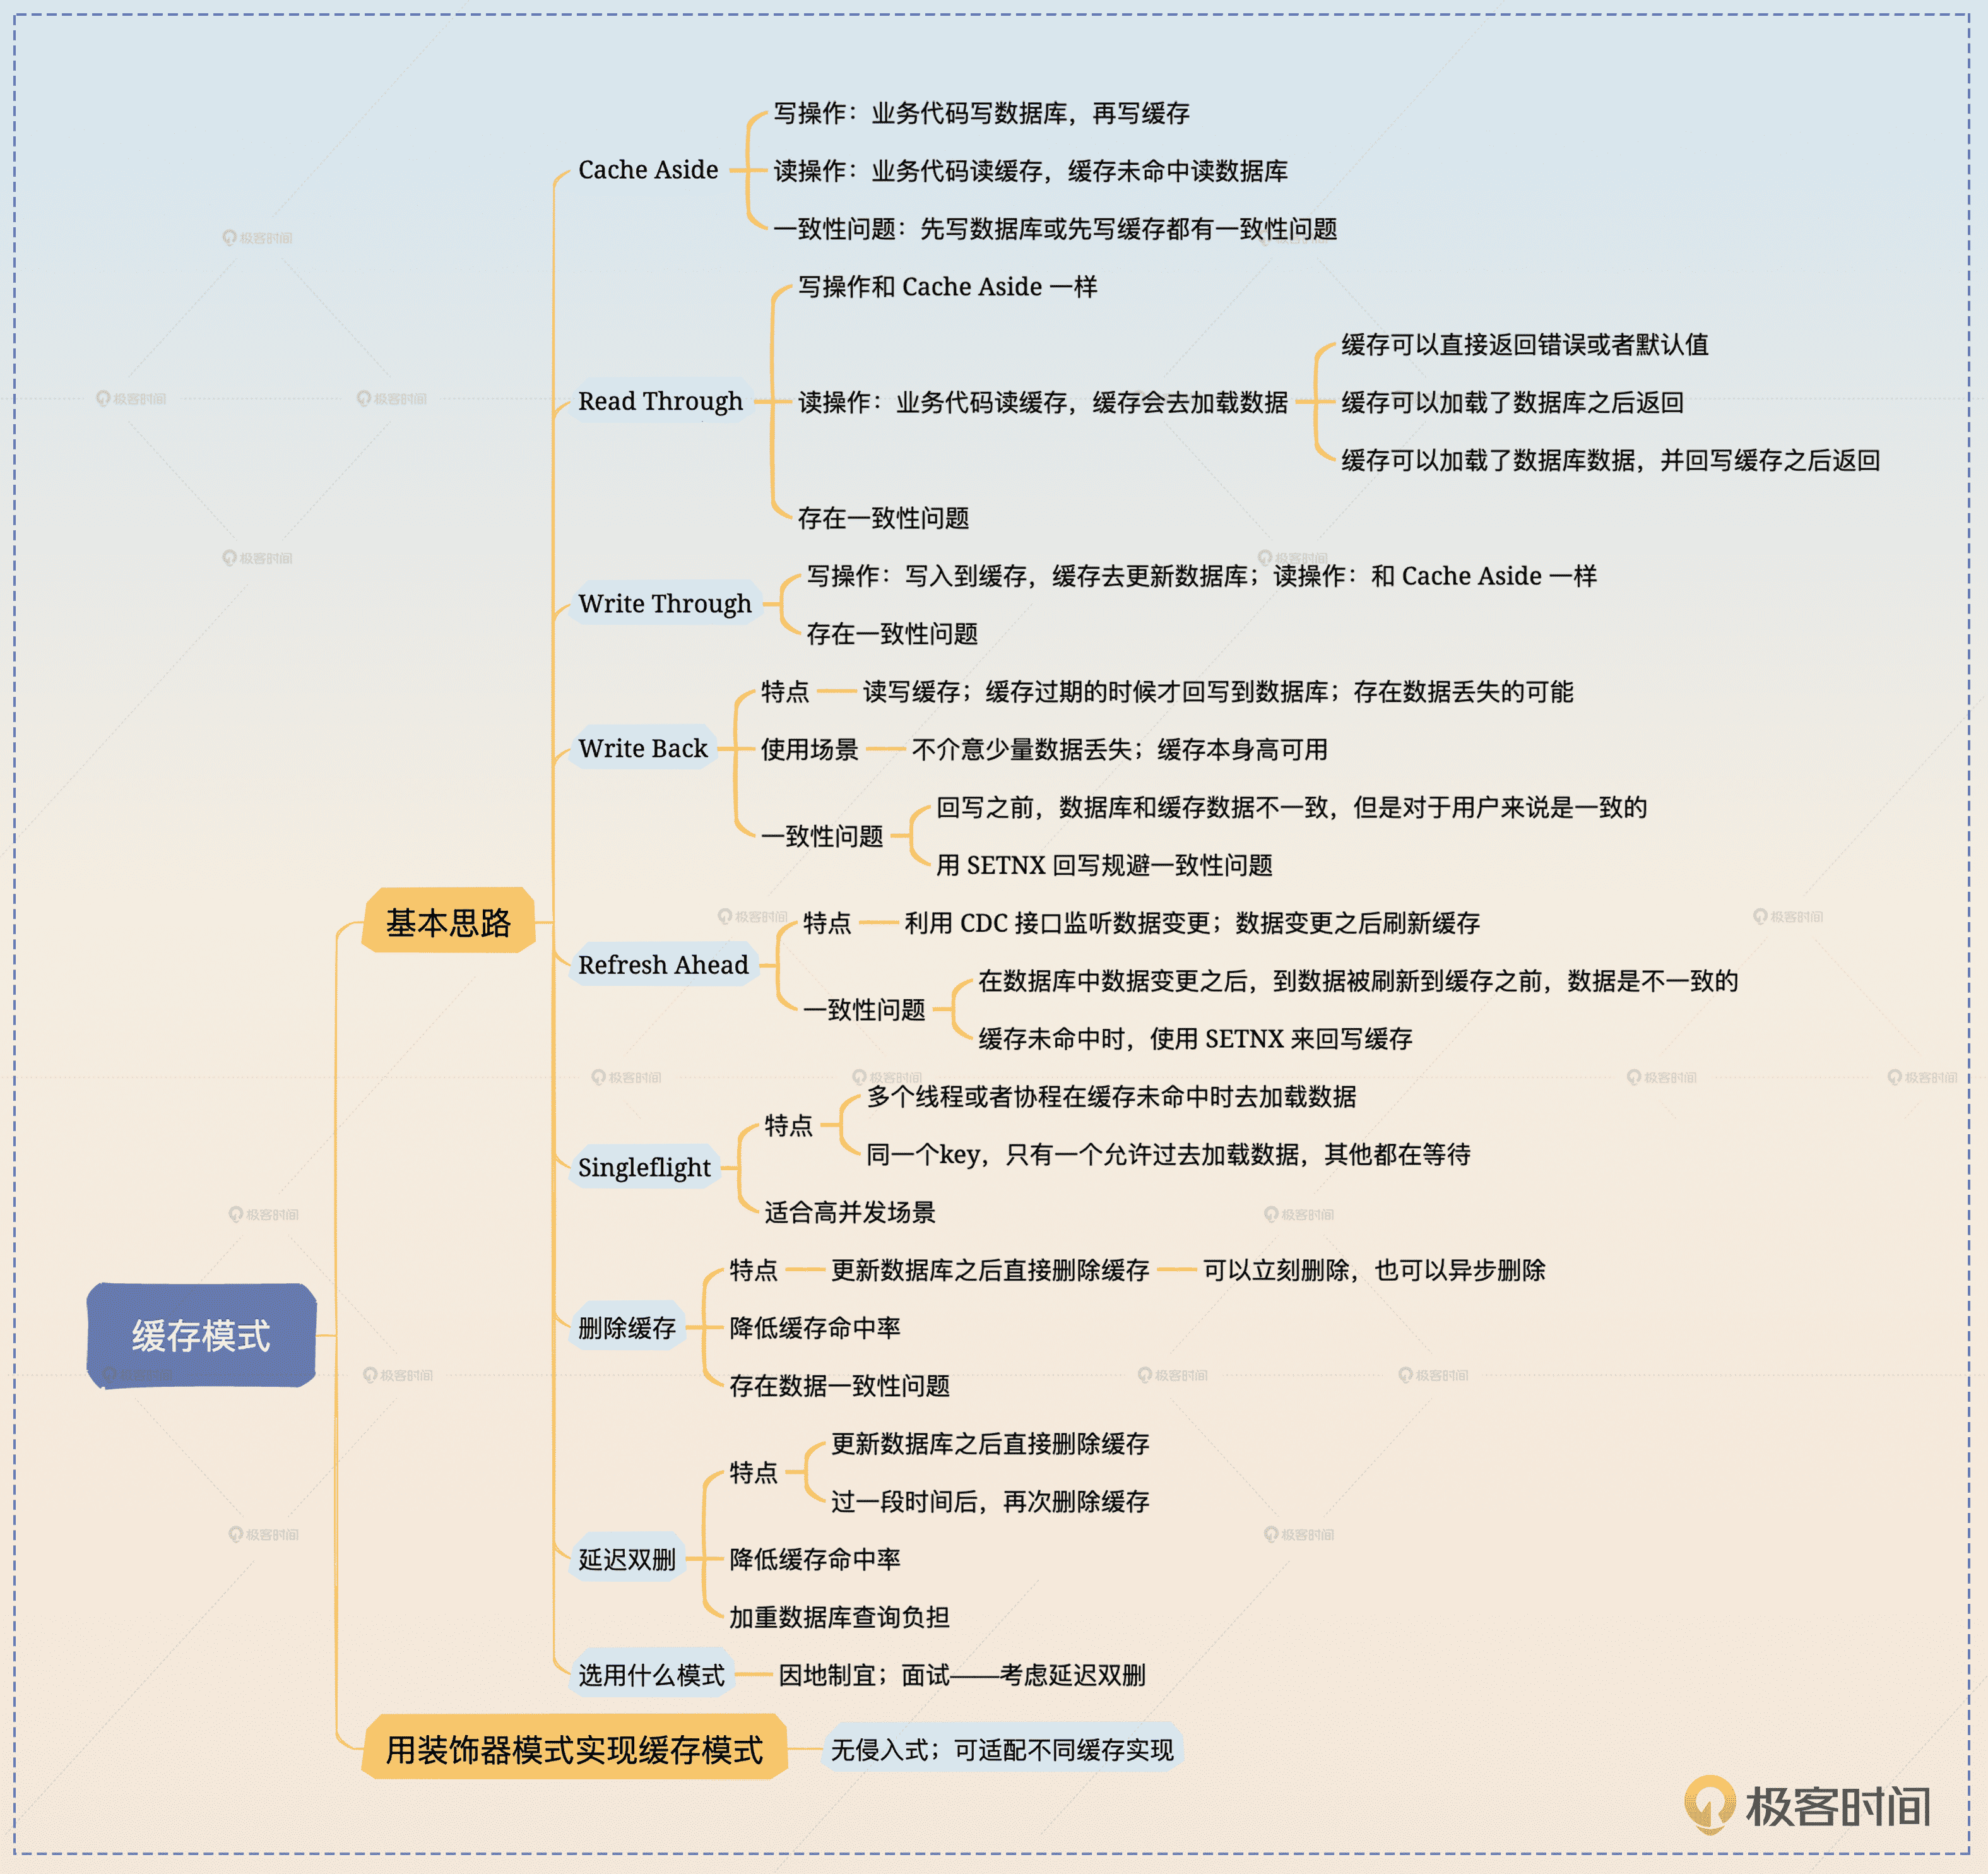 写操作：业务代码写数据库，再写缓存
Cache Aside
读操作：业务代码读缓存，缓存未命中读数据库
一致性问题：先写数据库或先写缓存都有一致性问题
写操作和 Cache Aside 一样
缓存可以直接返回错误或者默认值
Read Through
读操作：业务代码读缓存，缓存会去加载数据
缓存可以加载了数据库之后返回
缓存可以加载了数据库数据，并回写缓存之后返回
存在一致性问题
写操作：写入到缓存，缓存去更新数据库；读操作：和 Cache Aside 一样
Write Through
存在一致性问题
特点
读写缓存；缓存过期的时候才回写到数据库；存在数据丢失的可能
Write Back
使用场景
不介意少量数据丢失；缓存本身高可用
回写之前，数据库和缓存数据不一致，但是对于用户来说是一致的
一致性问题
用 SETNX 回写规避一致性问题
基本思路
特点
利用 CDC 接口监听数据变更；数据变更之后刷新缓存
Refresh Ahead
在数据库中数据变更之后，到数据被刷新到缓存之前，数据是不一致的
一致性问题
缓存未命中时，使用 SETNX 来回写缓存
多个线程或者协程在缓存未命中时去加载数据
特点
同一个key，只有一个允许过去加载数据，其他都在等待
Singleflight
适合高并发场景
特点
更新数据库之后直接删除缓存
可以立刻删除，也可以异步删除
删除缓存
降低缓存命中率
缓存模式
存在数据一致性问题
更新数据库之后直接删除缓存
特点
过一段时间后，再次删除缓存
延迟双删
降低缓存命中率
加重数据库查询负担
选用什么模式
因地制宜；面试——考虑延迟双删
用装饰器模式实现缓存模式
无侵入式；可适配不同缓存实现
极客时间